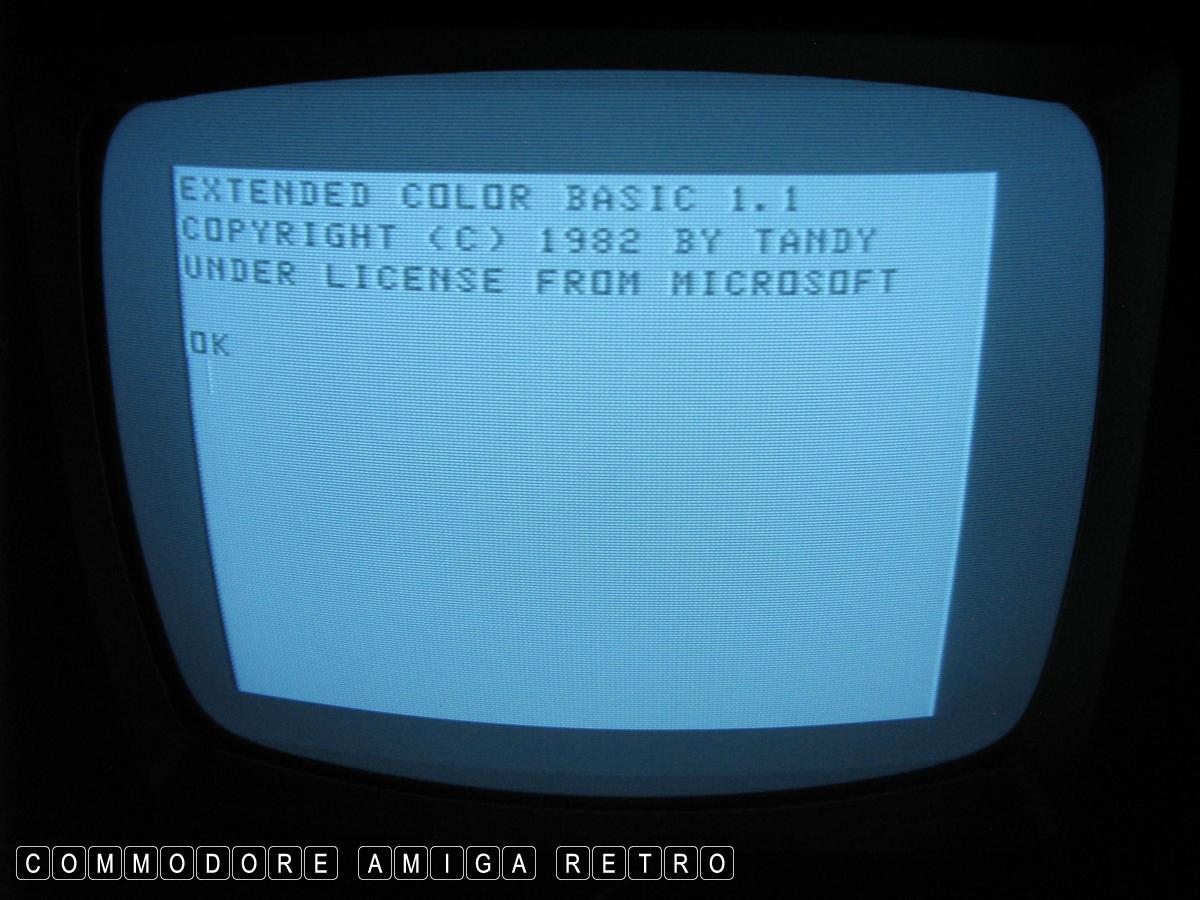 EXTENDED COLOR BASIC 1.1
COPYRIGHT (C) 1982 BY TANDY
UNDER LICENSE FROM MICROSOFT
OK
COMMODORE AMIGA RETRO